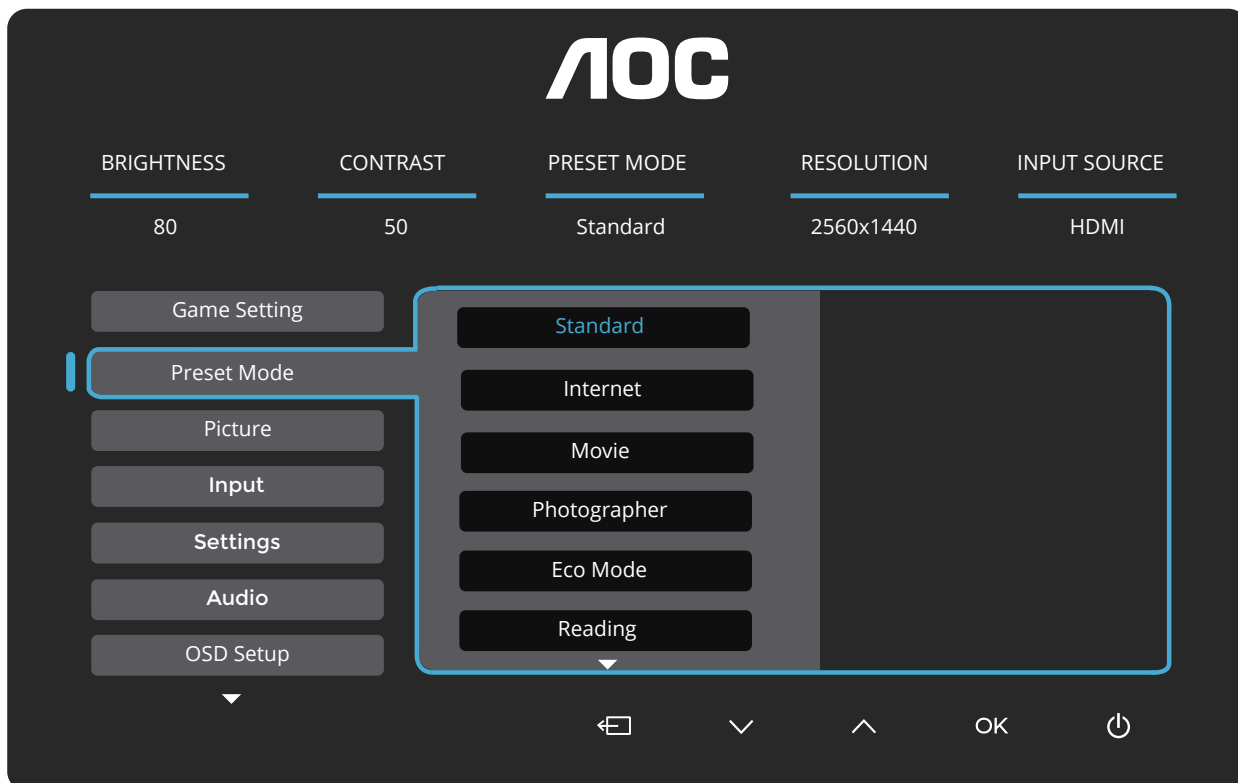 AOC
BRIGHTNESS CONTRAST PRESET MODE RESOLUTION INPUT SOURCE
80 50 Standard 2560x1440 HDMI
Game Setting
Preset Mode
Picture
Input
Settings
Audio
OSD Setup
Standard
Internet
Movie
Photographer
Eco Mode
Reading
OK